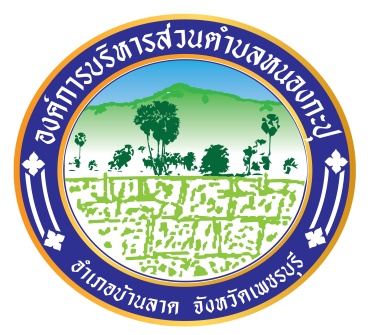 องค์การบริหารส่วนตำบลหนองกะปุ
อำเภอบ้านลาด จังหวัดเพชรบุรี